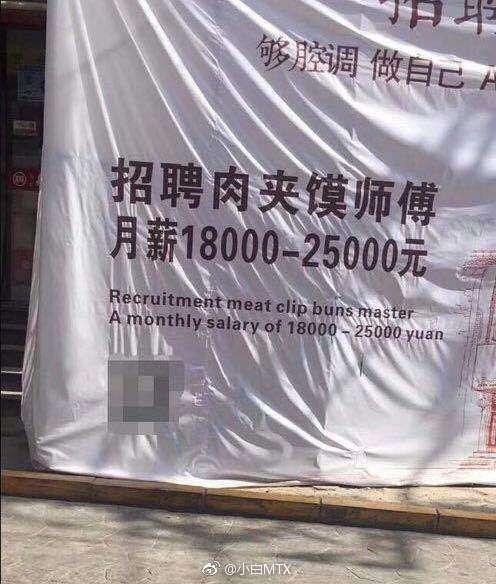 招聘
够腔调 做自己 A
招聘肉夹馍师傅
月薪18000-25000元
Recruitment meat clip buns master
A monthly salary of 18000 - 25000 yuan
@小白MTX